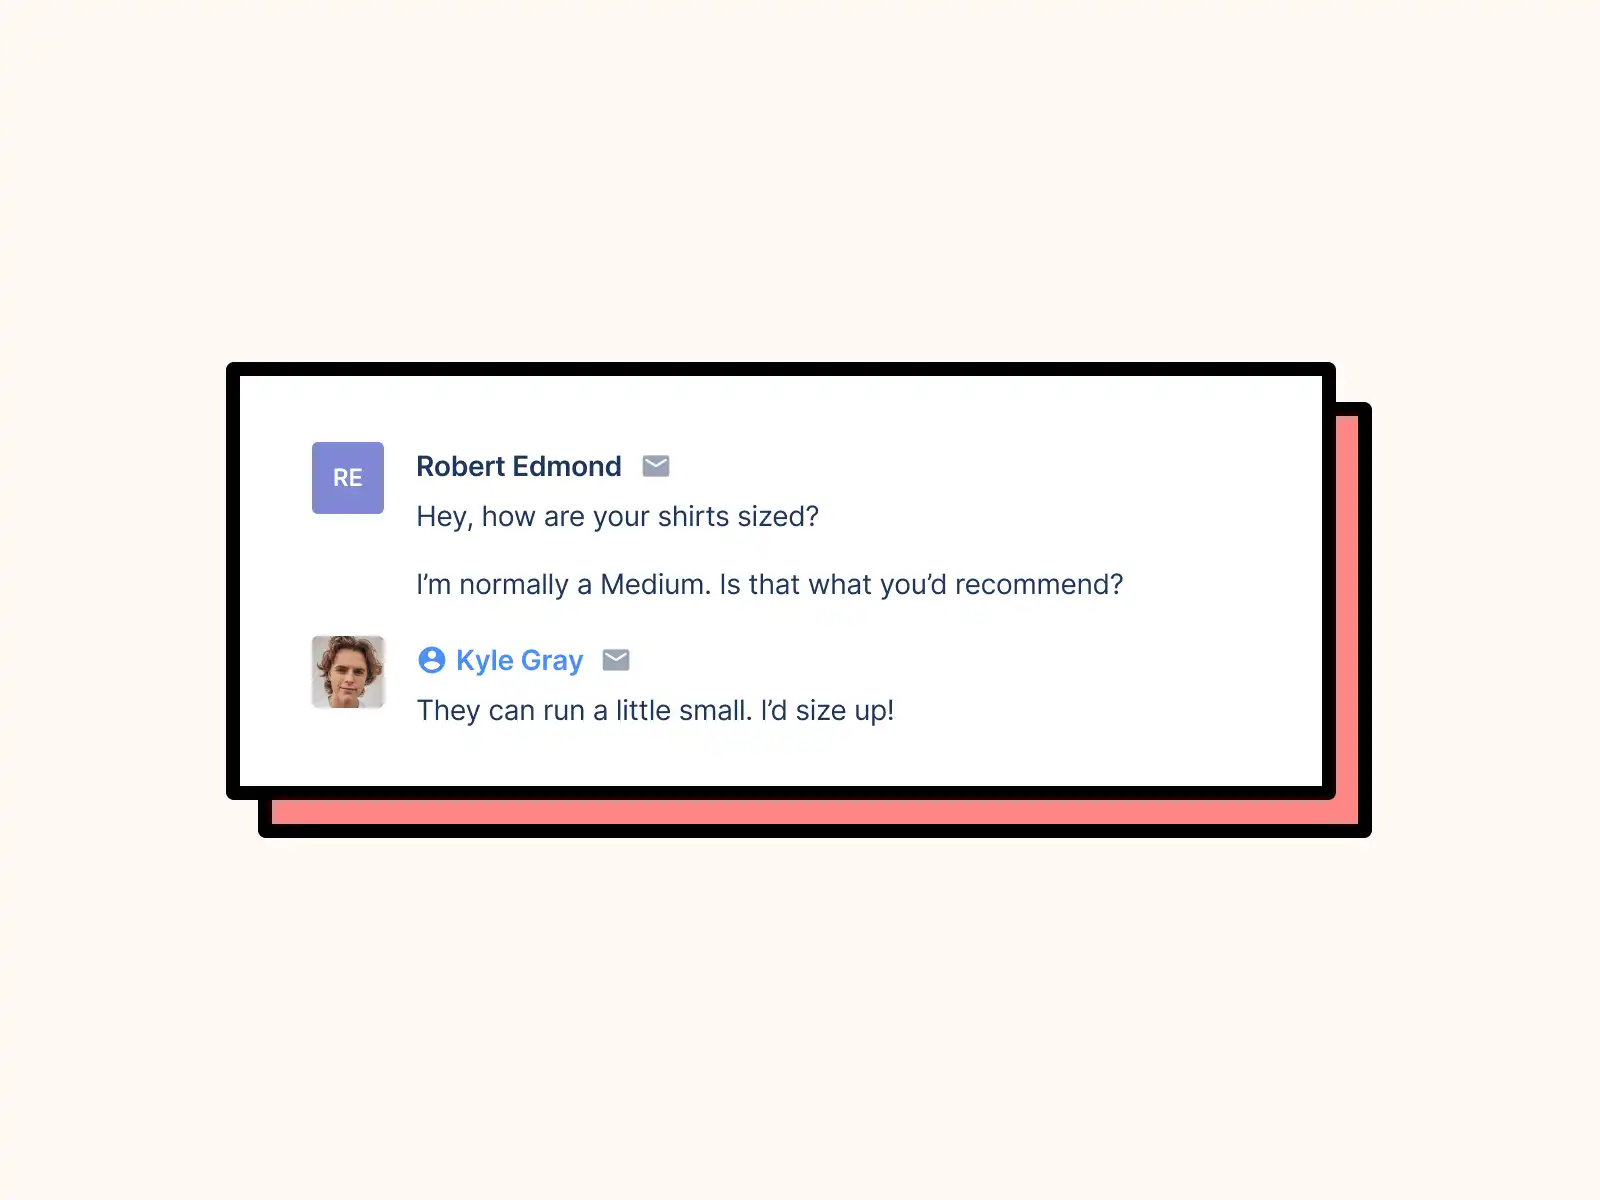 RE
Robert Edmond
Hey, how are your shirts sized?
I’m normally a Medium. Is that what you’d recommend?
Kyle Gray
They can run a little small. I’d size up!